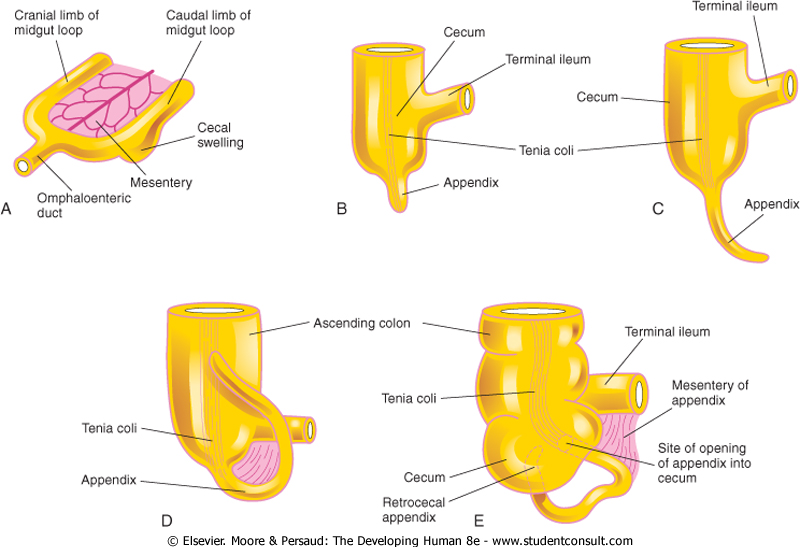 Cranial limb of
midgut loop
Caudal limb of
midgut loop
Cecal
swelling
Mesentery
Omphaloenteric
duct
A
Cecum
Terminal ileum
Tenia coli
Appendix
B
Terminal ileum
Cecum
Appendix
C
Ascending colon
Tenia coli
Appendix
D
Terminal ileum
Tenia coli
Mesentery of
appendix
Site of opening
of appendix into
cecum
Cecum
Retrocecal
appendix
E
© Elsevier. Moore & Persaud: The Developing Human 8e - www.studentconsult.com